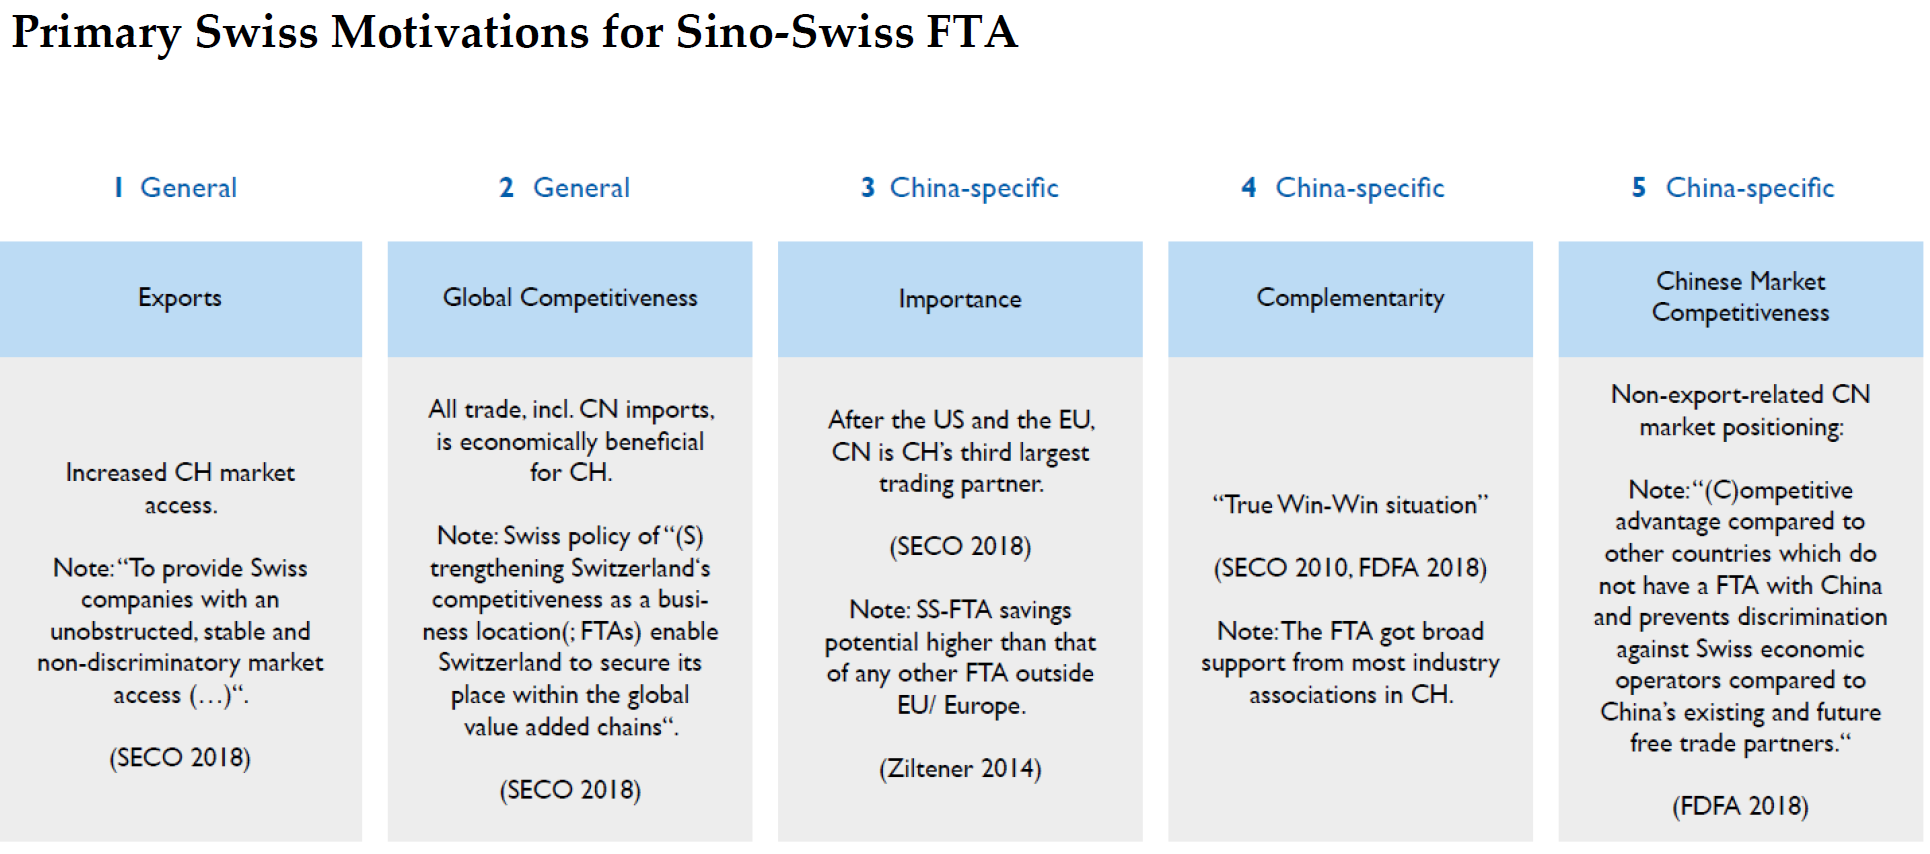 Primary Swiss Motivations for Sino-Swiss FTA
1 General
Exports
Increased CH market
access.
Note: “To provide Swiss
companies with an
unobstructed, stable and
non-discriminatory market
access (…)“.
(SECO 2018)
2 General
Global Competitiveness
All trade, incl. CN imports,
is economically beneficial
for CH.
Note: Swiss policy of “(S)
trengthening Switzerland‘s
competitiveness as a busi-
ness location(; FTAs) enable
Switzerland to secure its
place within the global
value added chains“.
(SECO 2018)
3 China-specific
Importance
After the US and the EU,
CN is CH’s third largest
trading partner.
(SECO 2018)
Note: SS-FTA savings
potential higher than that
of any other FTA outside
EU/ Europe.
(Ziltener 2014)
4 China-specific
Complementarity
“True Win-Win situation”
(SECO 2010, FDFA 2018)
Note: The FTA got broad
support from most industry
associations in CH.
5 China-specific
Chinese Market
Competitiveness
Non-export-related CN
market positioning:
Note: “(C)ompetitive
advantage compared to
other countries which do
not have a FTA with China
and prevents discrimination
against Swiss economic
operators compared to
China’s existing and future
free trade partners.“
(FDFA 2018)